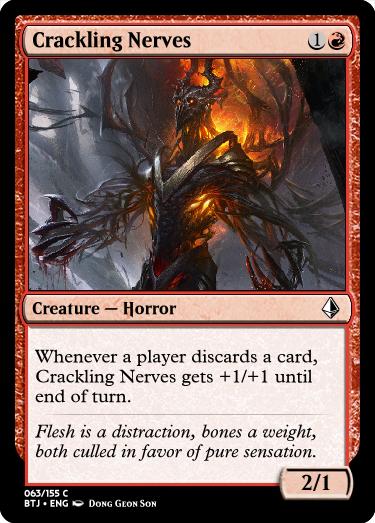 Crackling Nerves 1
Creature — Horror
Whenever a player discards a card,
Crackling Nerves gets +1/+1 until
end of turn.
Flesh is a distraction, bones a weight,
both culled in favor of pure sensation.
2/1
063/155 C
BTJ • ENG Dong Geon Son